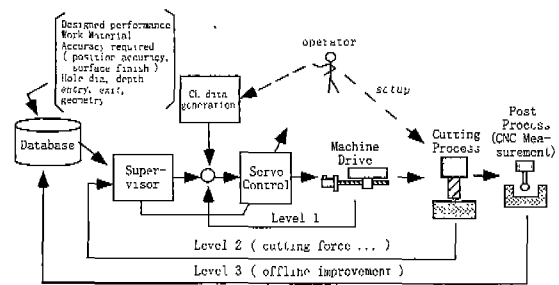 Designed performance
Work Material
Accuracy required
( position accuracy,
surface finish )
Hole dia, depth
entry, exit,
geometry
operator
CL data
generation
setup
Post
Process
(CNC Mea-
surement)
Cutting
Process
Machine
Drive
Database
Super-
visor
Servo
Control
Level 1
Level 2 ( cutting force ... )
Level 3 ( offline improvement )